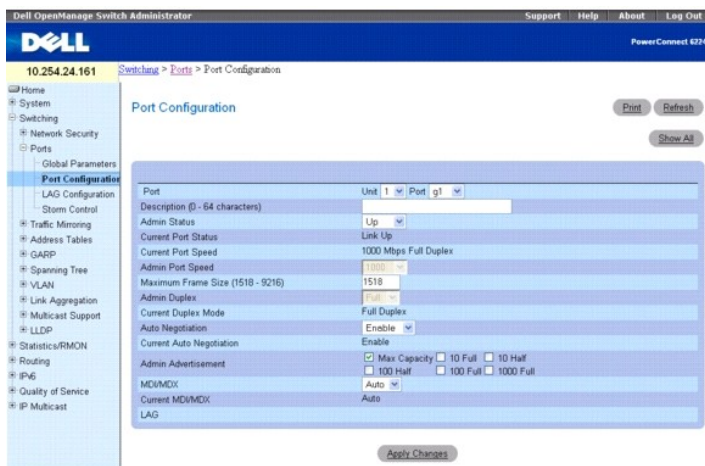 Dell OpenManage Switch Administrator
Support Help About Log Out
DELL
PowerConnect 6224
10.254.24.161
Switching > Ports > Port Configuration
Home
System
Switching
Network Security
Ports
Global Parameters
Port Configuration
LAG Configuration
Storm Control
Traffic Mirroring
Address Tables
GARP
Spanning Tree
VLAN
Link Aggregation
Multicast Support
LLDP
Statistics/RMON
Routing
IPv6
Quality of Service
IP Multicast
Port Configuration
Print Refresh
Show All
Port Unit 1 Port g1
Description (0 - 64 characters)
Admin Status Up
Current Port Status Link Up
Current Port Speed 1000 Mbps Full Duplex
Admin Port Speed 1000
Maximum Frame Size (1518 - 9216) 1518
Admin Duplex Full
Current Duplex Mode Full Duplex
Auto Negotiation Enable
Current Auto Negotiation Enable
Admin Advertisement Max Capacity 10 Full 10 Half
100 Half 100 Full 1000 Full
MDI/MDX Auto
Current MDI/MDX Auto
LAG
Apply Changes